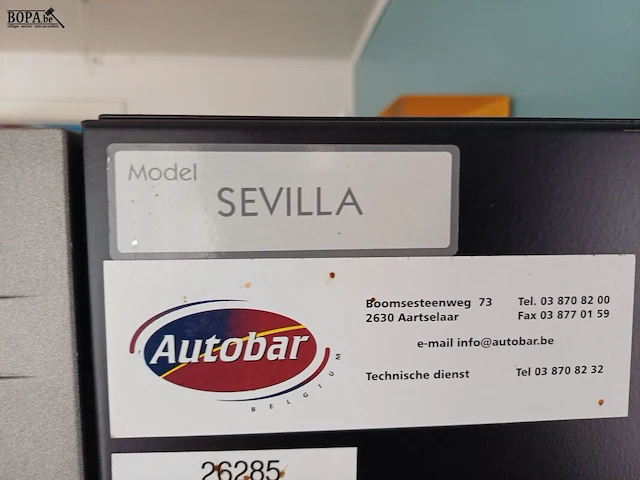 BOPA.be
Model
SEVILLA
Autobar
BELGIUM
Boomsesteenweg 73 Tel. 03 870 82 00
2630 Aartselaar Fax 03 877 01 59
e-mail info@autobar.be
Technische dienst Tel 03 870 82 32
26285